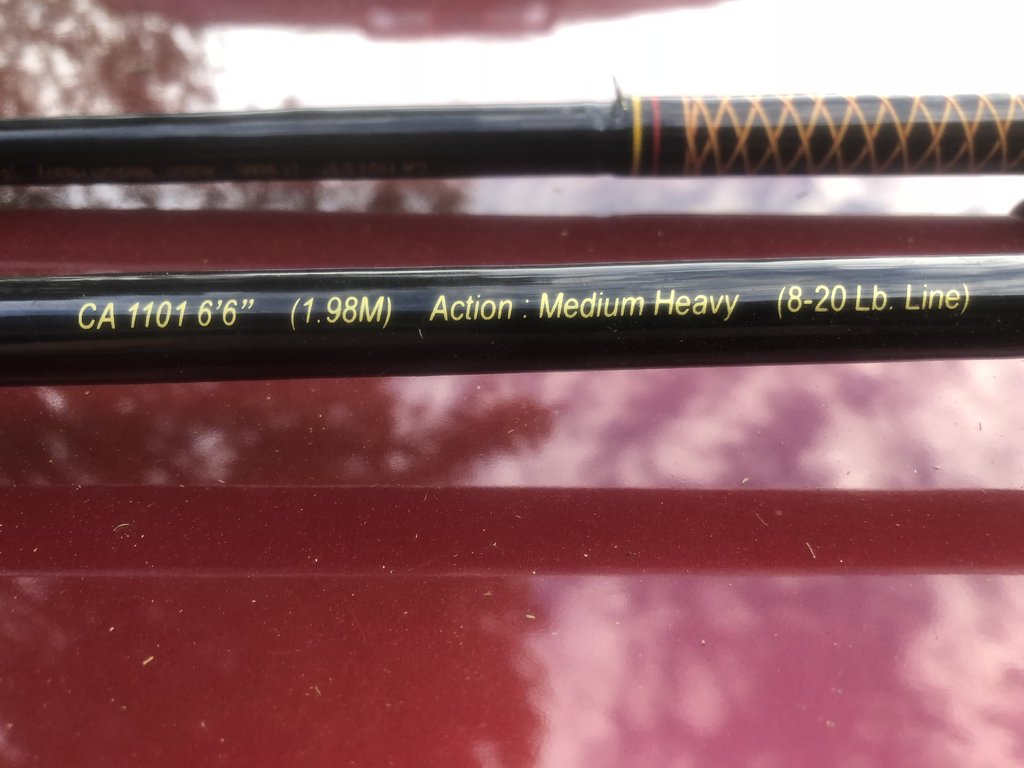 CA 1101 6'6" (1.98M) Action : Medium Heavy (8-20 Lb. Line)